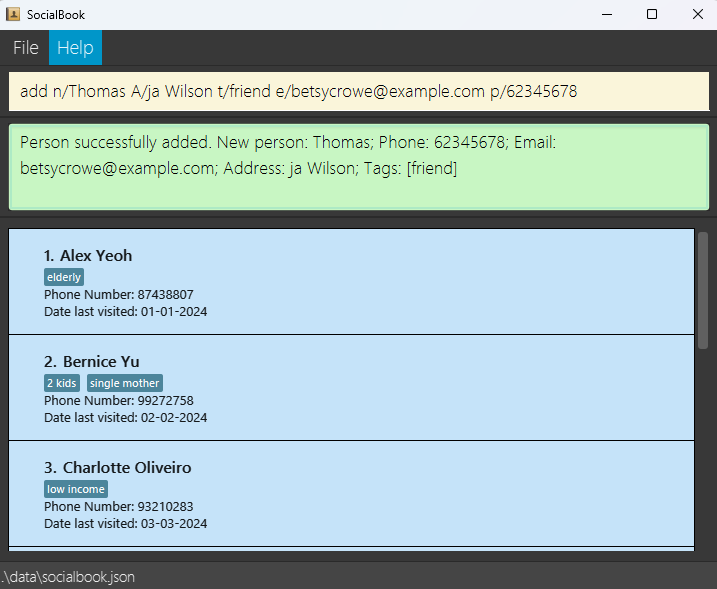 SocialBook
File Help
add n/Thomas A/ja Wilson t/friend e/betsycrowe@example.com p/62345678
Person successfully added. New person: Thomas; Phone: 62345678; Email:
betsycrowe@example.com; Address: ja Wilson; Tags: [friend]
1. Alex Yeoh
elderly
Phone Number: 87438807
Date last visited: 01-01-2024
2. Bernice Yu
2 kids single mother
Phone Number: 99272758
Date last visited: 02-02-2024
3. Charlotte Oliveiro
low income
Phone Number: 93210283
Date last visited: 03-03-2024
.\data\socialbook.json